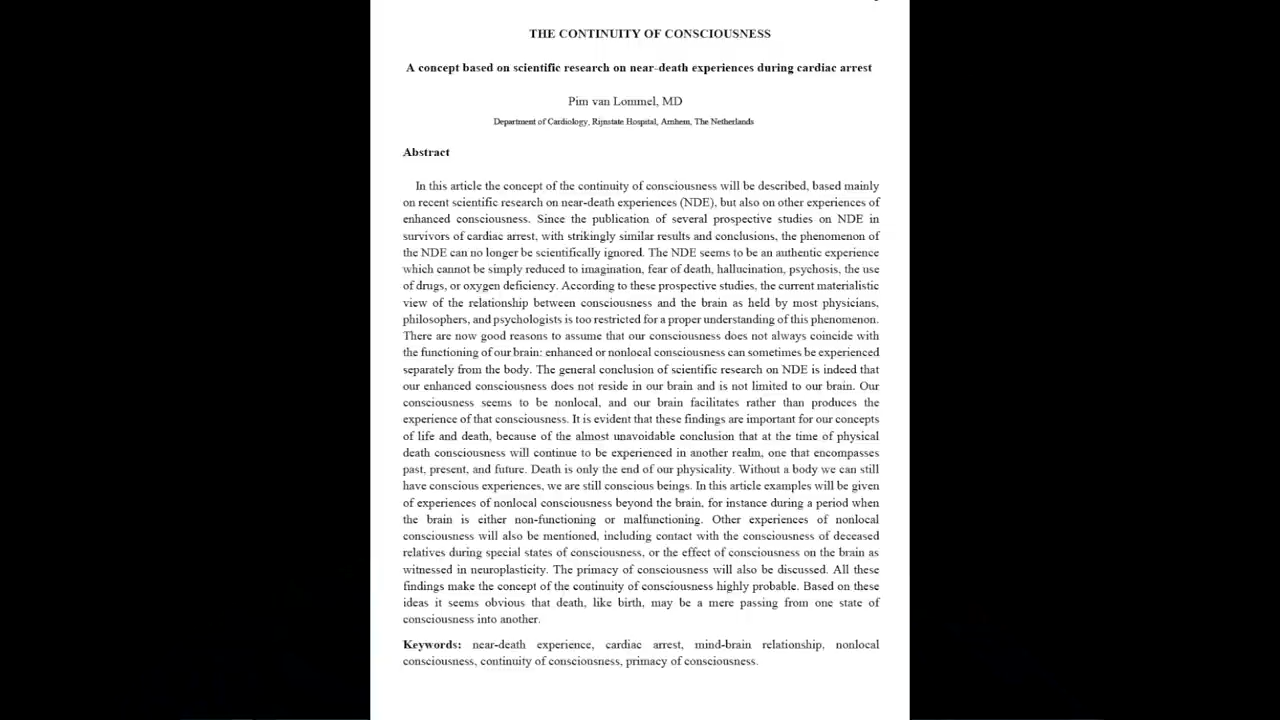 THE CONTINUITY OF CONSCIOUSNESS
A concept based on scientific research on near-death experiences during cardiac arrest
Pim van Lommel, MD
Department of Cardiology, Rijnstate Hospital, Arnhem, The Netherlands
Abstract
In this article the concept of the continuity of consciousness will be described, based mainly
on recent scientific research on near-death experiences (NDE), but also on other experiences of
enhanced consciousness. Since the publication of several prospective studies on NDE in
survivors of cardiac arrest, with strikingly similar results and conclusions, the phenomenon of
the NDE can no longer be scientifically ignored. The NDE seems to be an authentic experience
which cannot be simply reduced to imagination, fear of death, hallucination, psychosis, the use
of drugs, or oxygen deficiency. According to these prospective studies, the current materialistic
view of the relationship between consciousness and the brain as held by most physicians,
philosophers, and psychologists is too restricted for a proper understanding of this phenomenon.
There are now good reasons to assume that our consciousness does not always coincide with
the functioning of our brain: enhanced or nonlocal consciousness can sometimes be experienced
separately from the body. The general conclusion of scientific research on NDE is indeed that
our enhanced consciousness does not reside in our brain and is not limited to our brain. Our
consciousness seems to be nonlocal, and our brain facilitates rather than produces the
experience of that consciousness. It is evident that these findings are important for our concepts
of life and death, because of the almost unavoidable conclusion that at the time of physical
death consciousness will continue to be experienced in another realm, one that encompasses
past, present, and future. Death is only the end of our physicality. Without a body we can still
have conscious experiences, we are still conscious beings. In this article examples will be given
of experiences of nonlocal consciousness beyond the brain, for instance during a period when
the brain is either non-functioning or malfunctioning. Other experiences of nonlocal
consciousness will also be mentioned, including contact with the consciousness of deceased
relatives during special states of consciousness, or the effect of consciousness on the brain as
witnessed in neuroplasticity. The primacy of consciousness will also be discussed. All these
findings make the concept of the continuity of consciousness highly probable. Based on these
ideas it seems obvious that death, like birth, may be a mere passing from one state of
consciousness into another.
Keywords: near-death experience, cardiac arrest, mind-brain relationship, nonlocal
consciousness, continuity of consciousness, primacy of consciousness.